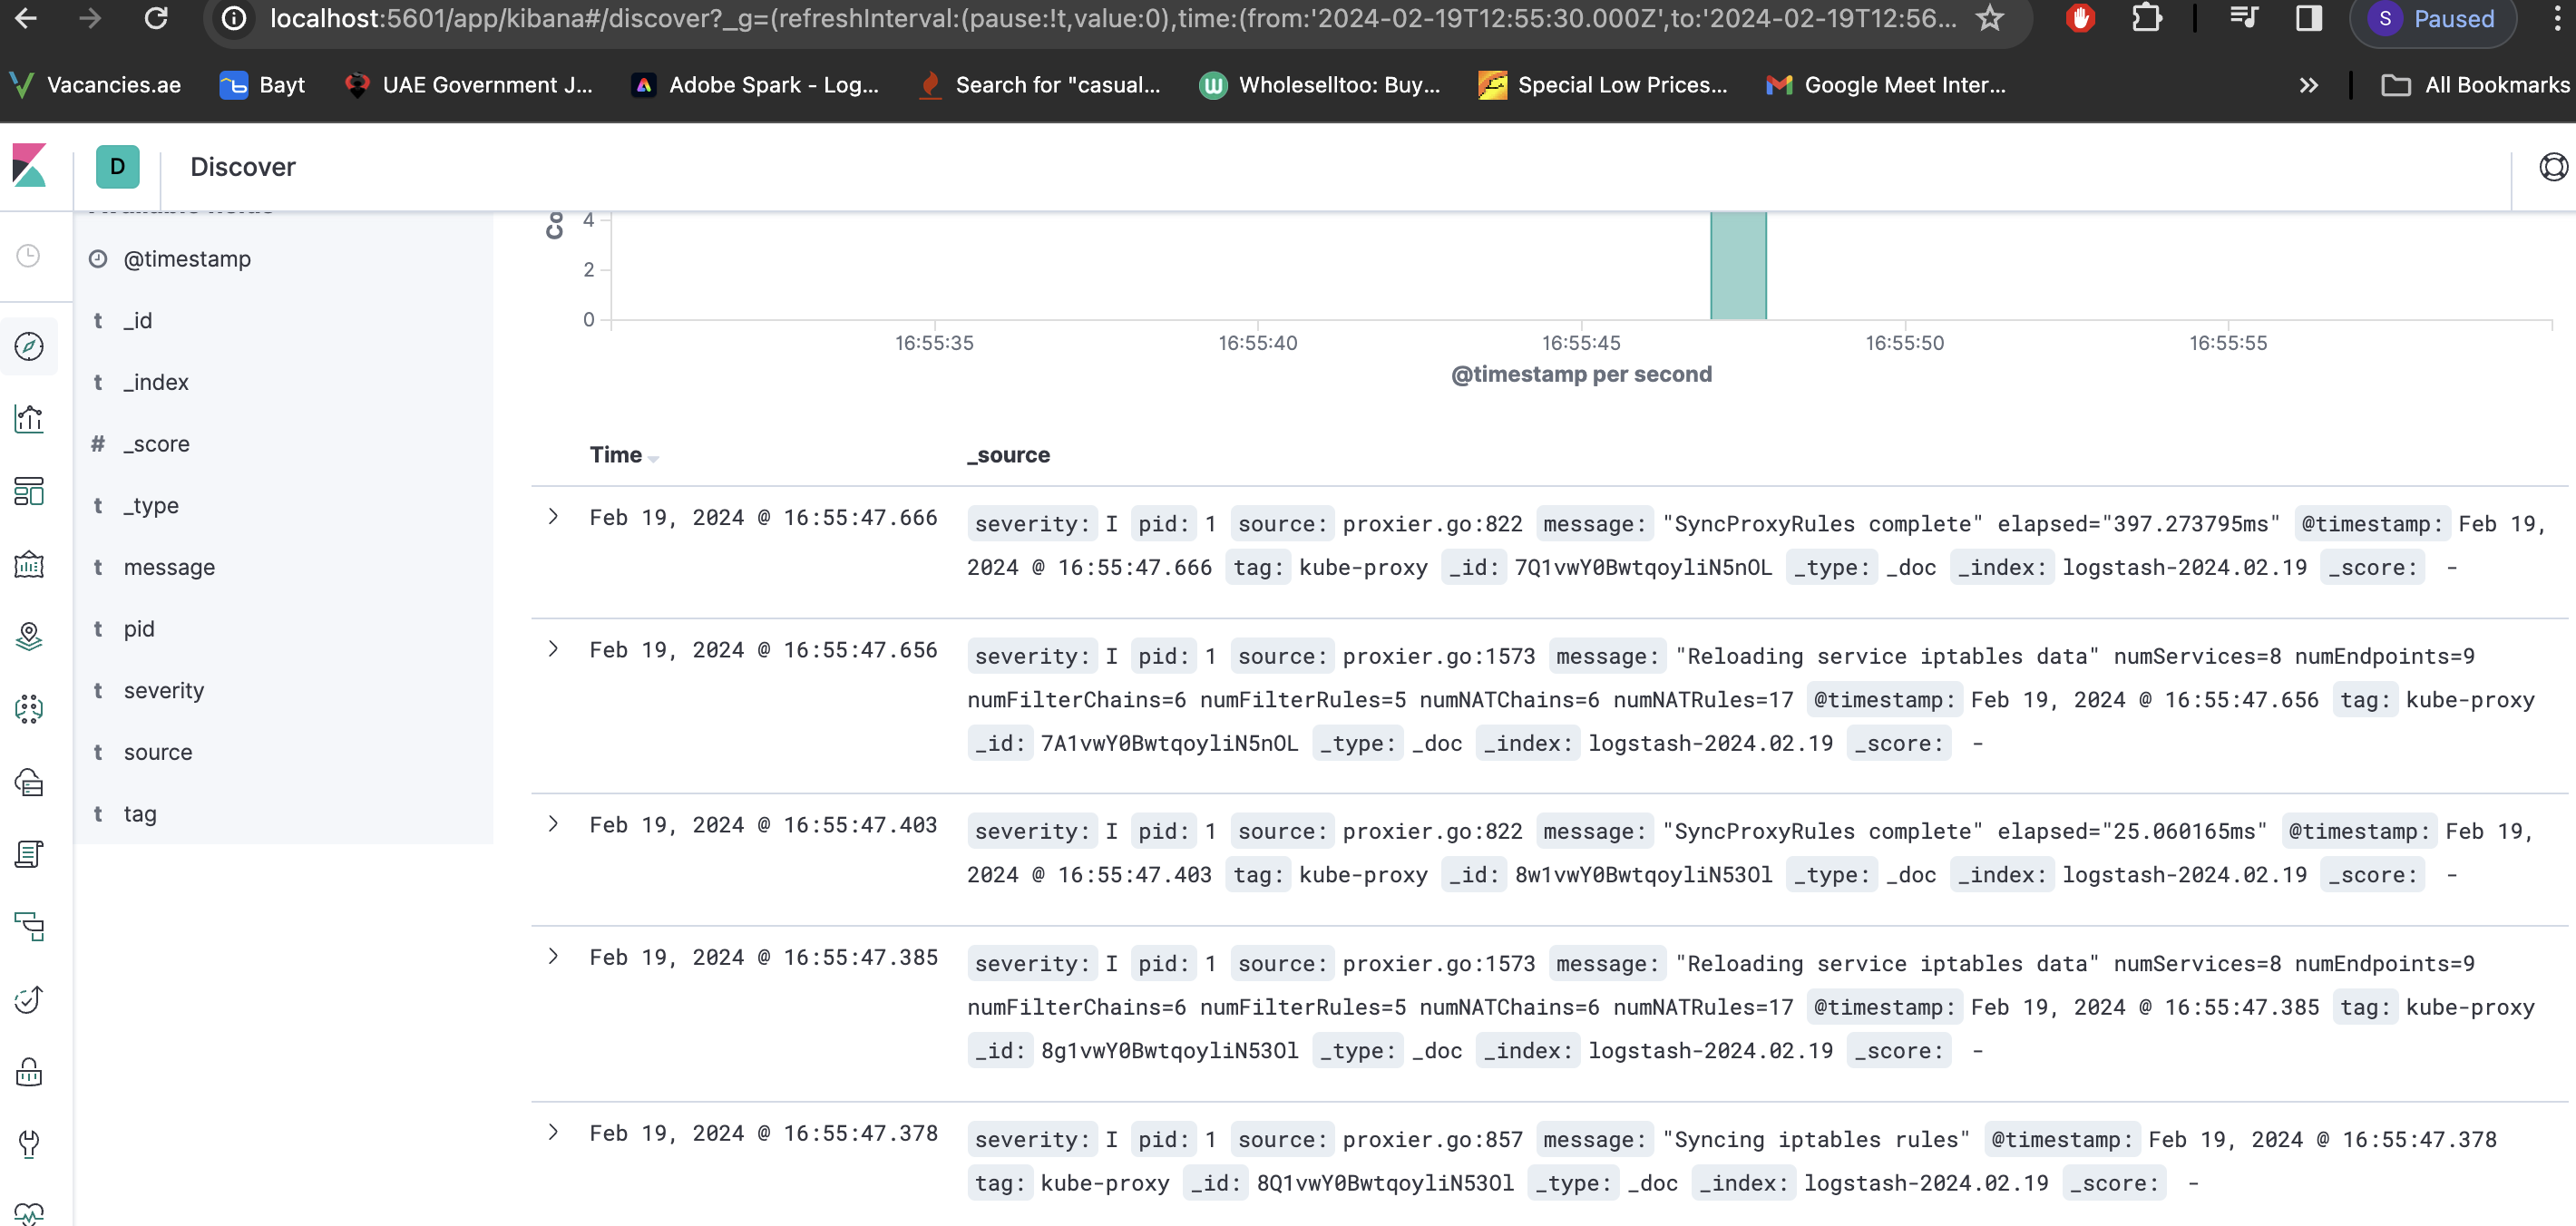 localhost:5601/app/kibana#/discover?_g=(refreshInterval:(pause:!t,value:0),time:(from:'2024-02-19T12:55:30.000Z',to:'2024-02-19T12:56...
S Paused
Vacancies.ae Bayt UAE Government J... Adobe Spark - Log... Search for "casual... Wholeselltoo: Buy... Special Low Prices... Google Meet Inter... » All Bookmarks
D Discover
@timestamp
t _id
t _index
# _score
t _type
t message
t pid
t severity
t source
t tag
Co
4
2
0
16:55:35 16:55:40 16:55:45 16:55:50 16:55:55
@timestamp per second
Time _source
Feb 19, 2024 @ 16:55:47.666 severity: I pid: 1 source: proxier.go:822 message: "SyncProxyRules complete" elapsed="397.273795ms" @timestamp: Feb 19,
2024 @ 16:55:47.666 tag: kube-proxy _id: 7Q1vwY0BwtqoyliN5nOL _type: _doc _index: logstash-2024.02.19 _score: -
Feb 19, 2024 @ 16:55:47.656 severity: I pid: 1 source: proxier.go:1573 message: "Reloading service iptables data" numServices=8 numEndpoints=9
numFilterChains=6 numFilterRules=5 numNATChains=6 numNATRules=17 @timestamp: Feb 19, 2024 @ 16:55:47.656 tag: kube-proxy
_id: 7A1vwY0BwtqoyliN5nOL _type: _doc _index: logstash-2024.02.19 _score: -
Feb 19, 2024 @ 16:55:47.403 severity: I pid: 1 source: proxier.go:822 message: "SyncProxyRules complete" elapsed="25.060165ms" @timestamp: Feb 19,
2024 @ 16:55:47.403 tag: kube-proxy _id: 8w1vwY0BwtqoyliN53Ol _type: _doc _index: logstash-2024.02.19 _score: -
Feb 19, 2024 @ 16:55:47.385 severity: I pid: 1 source: proxier.go:1573 message: "Reloading service iptables data" numServices=8 numEndpoints=9
numFilterChains=6 numFilterRules=5 numNATChains=6 numNATRules=17 @timestamp: Feb 19, 2024 @ 16:55:47.385 tag: kube-proxy
_id: 8g1vwY0BwtqoyliN53Ol _type: _doc _index: logstash-2024.02.19 _score: -
Feb 19, 2024 @ 16:55:47.378 severity: I pid: 1 source: proxier.go:857 message: "Syncing iptables rules" @timestamp: Feb 19, 2024 @ 16:55:47.378
tag: kube-proxy _id: 8Q1vwY0BwtqoyliN53Ol _type: _doc _index: logstash-2024.02.19 _score: -